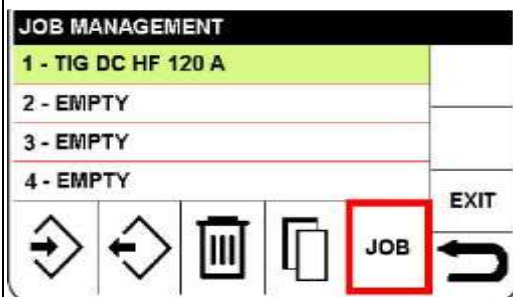 JOB MANAGEMENT
1 - TIG DC HF 120 A
2 - EMPTY
3 - EMPTY
4 - EMPTY
EXIT
JOB